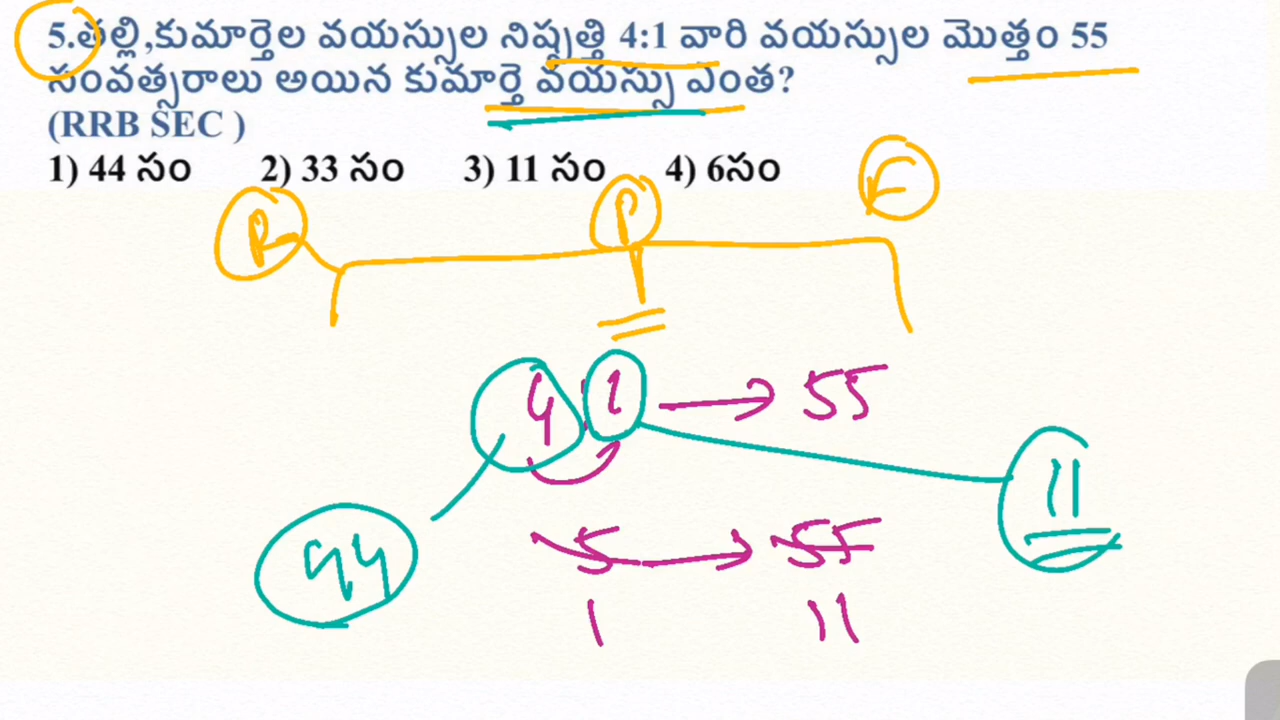 5.తల్లి,కుమార్తెల వయస్సుల నిష్పత్తి 4:1 వారి వయస్సుల మొత్తం 55
సంవత్సరాలు అయిన కుమార్తె వయస్సు ఎంత?
(RRB SEC )
1) 44 సం 2) 33 సం 3) 11 సం 4) 6సం
R P F
4 : 1 → 55
11
44 5 → 55
1 11